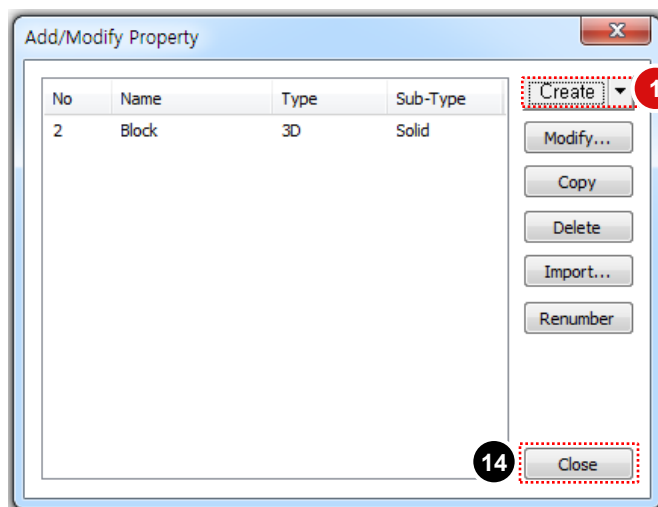 Add/Modify Property
No Name Type Sub-Type
2 Block 3D Solid
Create
1
Modify...
Copy
Delete
Import...
Renumber
14
Close